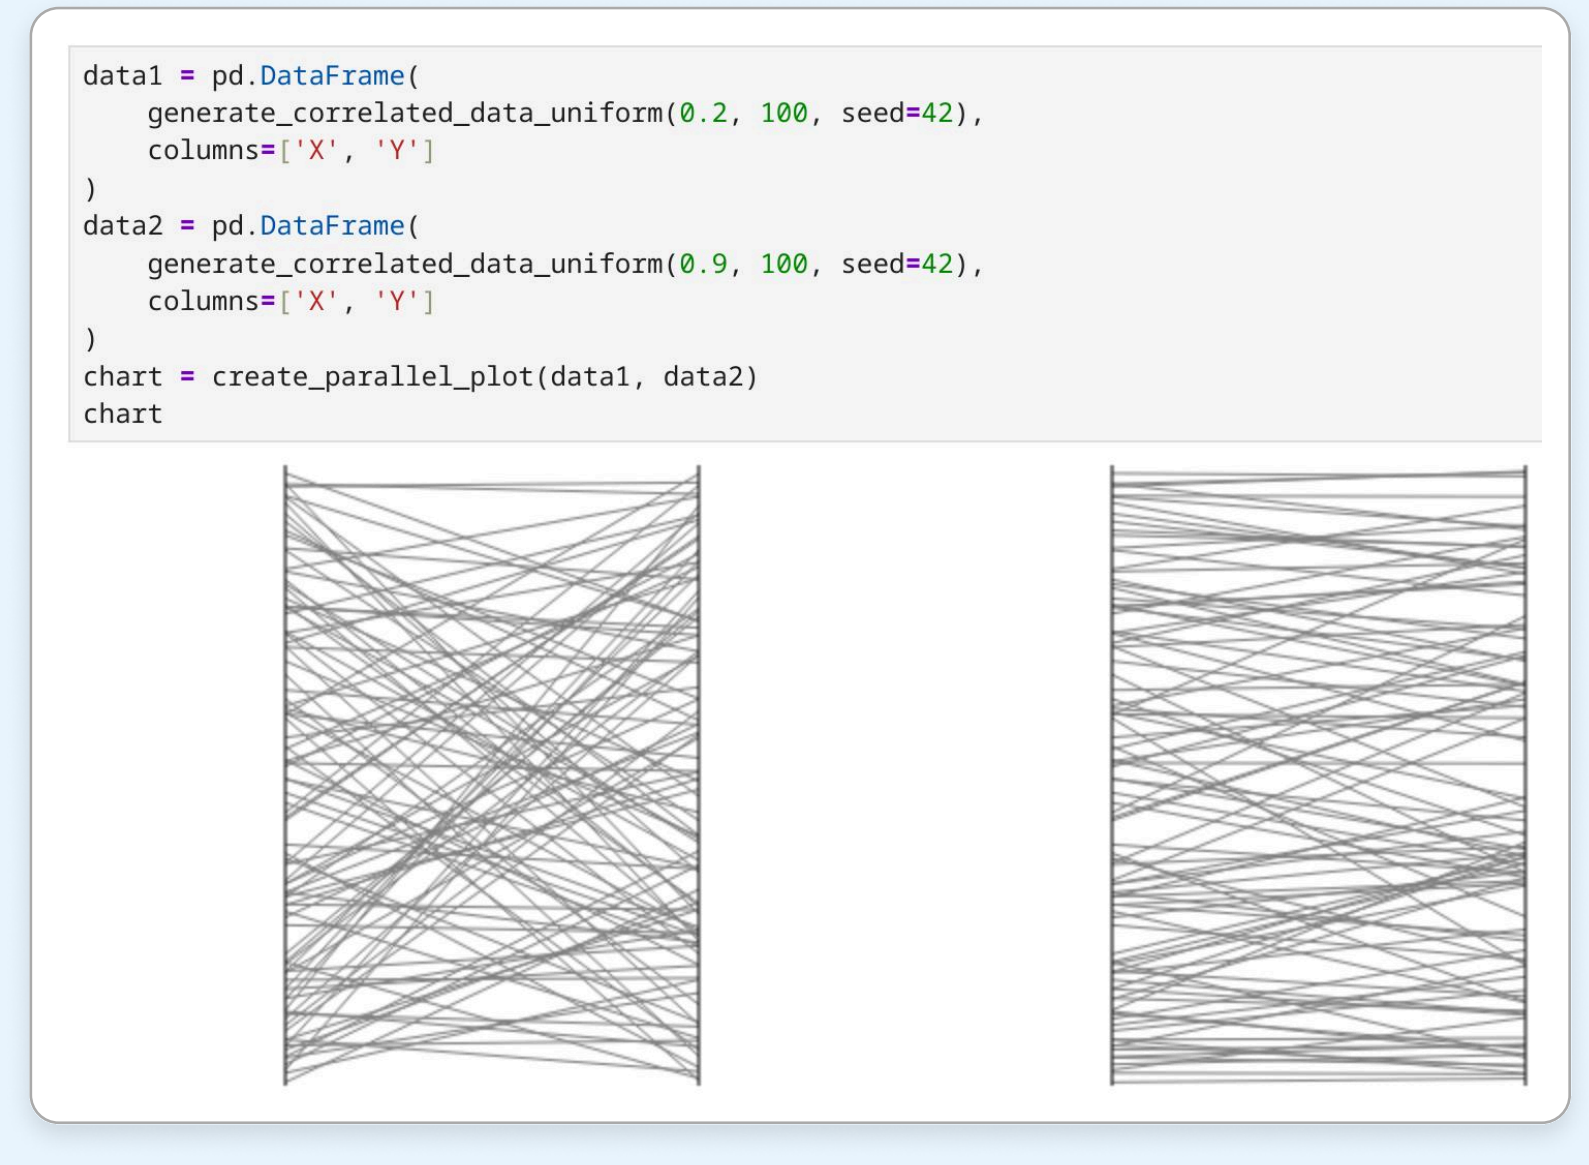 data1 = pd.DataFrame(
    generate_correlated_data_uniform(0.2, 100, seed=42),
    columns=['X', 'Y']
)
data2 = pd.DataFrame(
    generate_correlated_data_uniform(0.9, 100, seed=42),
    columns=['X', 'Y']
)
chart = create_parallel_plot(data1, data2)
chart